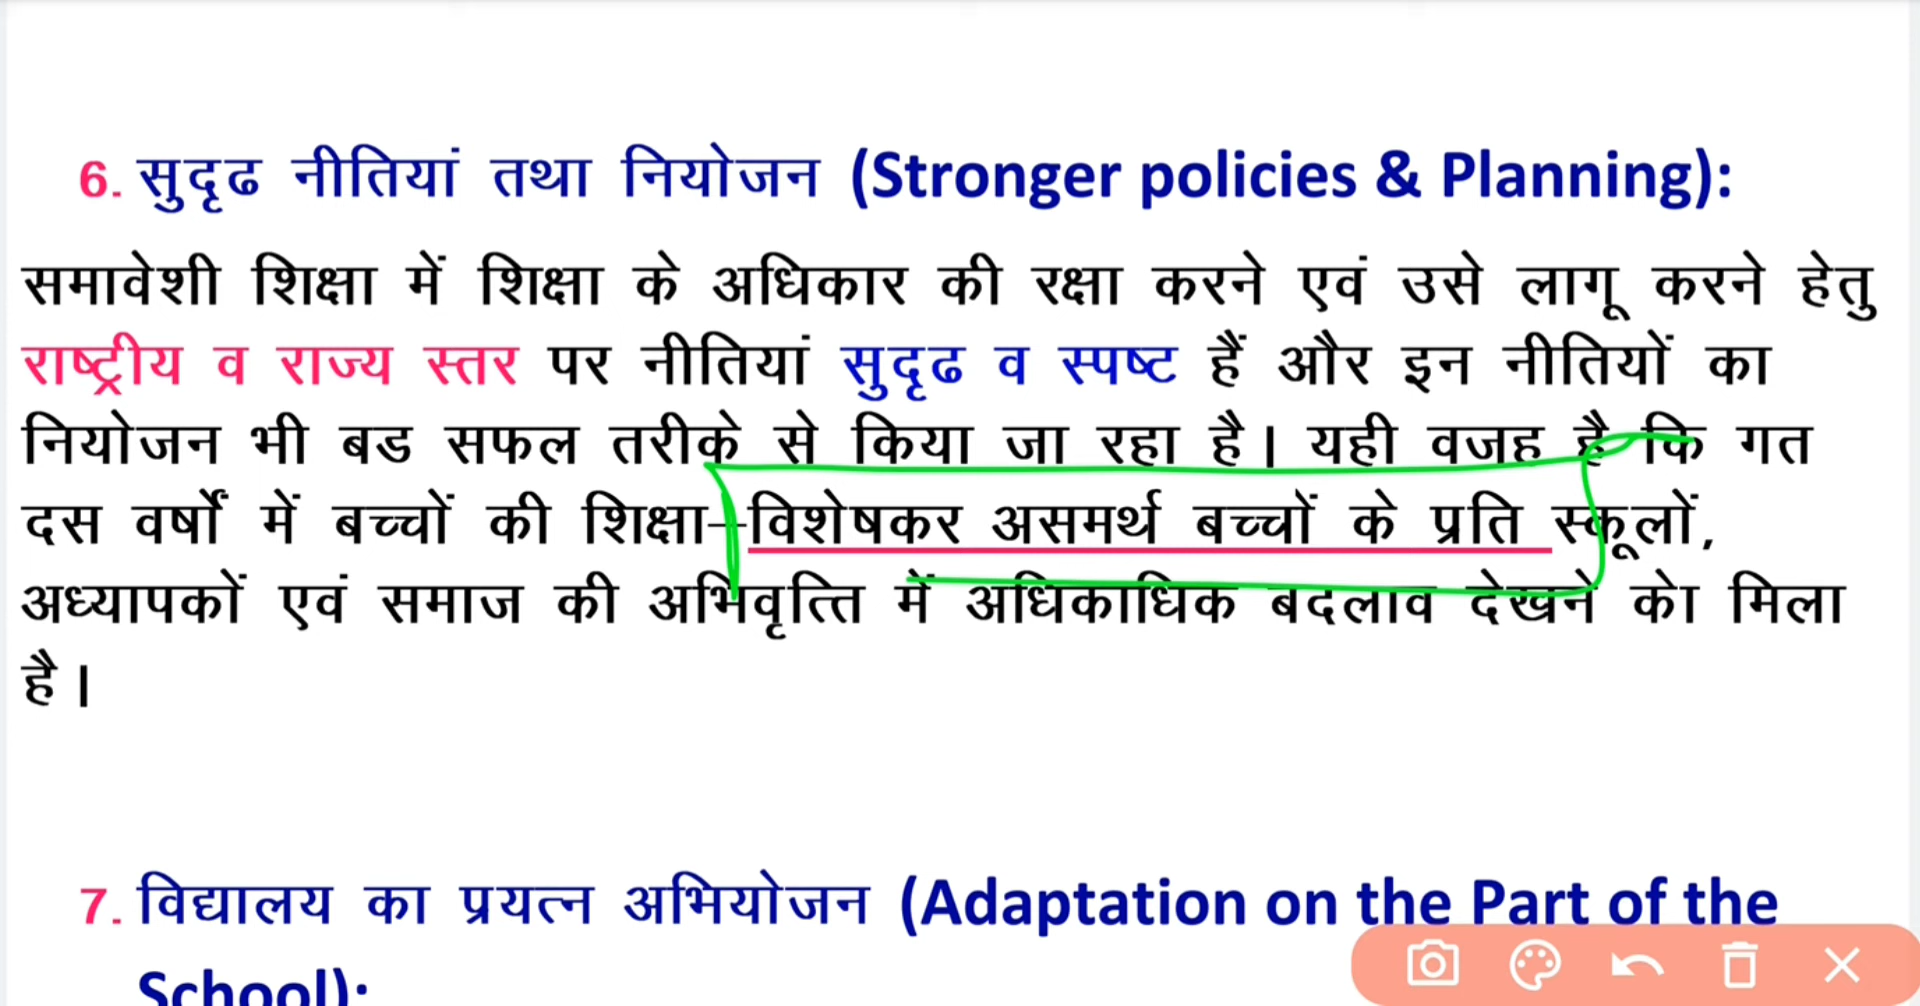 6. सुदृढ नीतियां तथा नियोजन (Stronger policies & Planning):
समावेशी शिक्षा में शिक्षा के अधिकार की रक्षा करने एवं उसे लागू करने हेतु
राष्ट्रीय व राज्य स्तर पर नीतियां सुदृढ व स्पष्ट हैं और इन नीतियों का
नियोजन भी बड सफल तरीके से किया जा रहा है। यही वजह है कि गत
दस वर्षों में बच्चों की शिक्षा–विशेषकर असमर्थ बच्चों के प्रति स्कूलों,
अध्यापकों एवं समाज की अभिवृत्ति में अधिकाधिक बदलाव देखने को मिला
है।
7. विद्यालय का प्रयत्न अभियोजन (Adaptation on the Part of the
School):